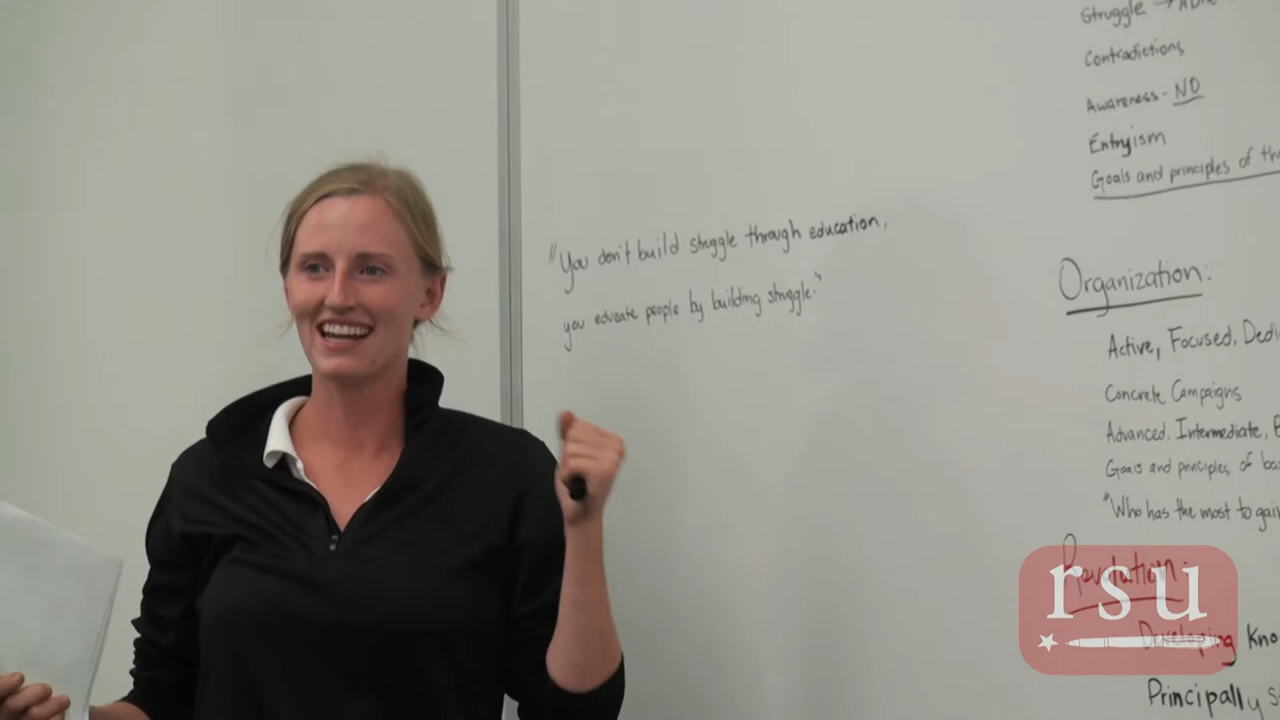 Struggle →
Contradictions
Awareness - NO
Entryism
Goals and principles of
"You don't build struggle through education,
you educate people by building struggle."
Organization:
Active, Focused,
Concrete Campaigns
Advanced, Intermediate,
Goals and principles of
"Who has the most to
Revolution:
rsu
Developing
Principally